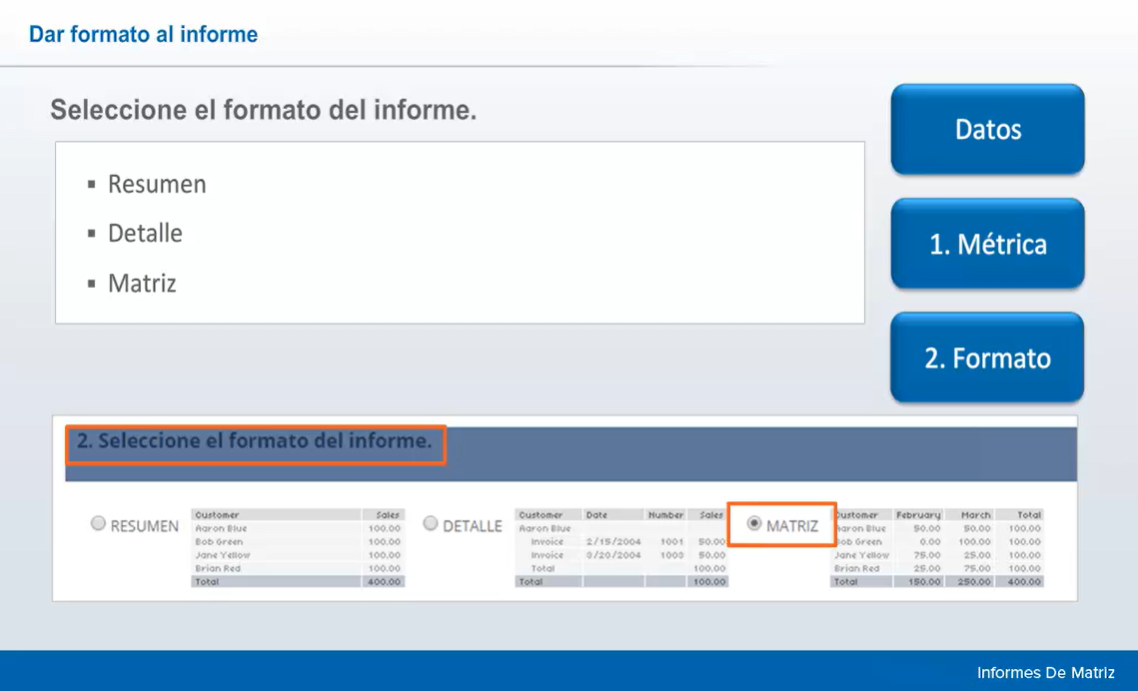 Dar formato al informe
Seleccione el formato del informe.
▪ Resumen
▪ Detalle
▪ Matriz
Datos
1. Métrica
2. Formato
2. Seleccione el formato del informe.
RESUMEN
Customer Sales
Aaron Blue 100.00
Bob Green 100.00
Jane Yellow 100.00
Brian Red 100.00
Total 400.00
DETALLE
Customer Date Number Sales
Aaron Blue
Invoice 2/15/2004 1001 50.00
Invoice 50.00
Total 100.00
Total 100.00
MATRIZ
Customer February March Total
Aaron Blue 50.00 50.00 100.00
Bob Green 0.00 100.00 100.00
Jane Yellow 75.00 25.00 100.00
Brian Red 25.00 75.00 100.00
Total 150.00 250.00 400.00
Informes De Matriz